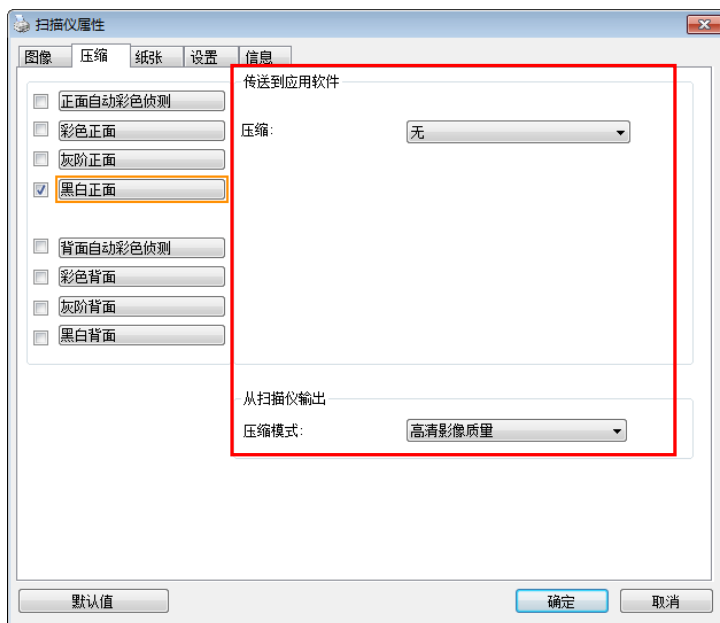 扫描仪属性
图像 压缩 纸张 设置 信息
正面自动彩色侦测
彩色正面
灰阶正面
黑白正面
背面自动彩色侦测
彩色背面
灰阶背面
黑白背面
传送到应用软件
压缩: 无
从扫描仪输出
压缩模式: 高清影像质量
默认值 确定 取消